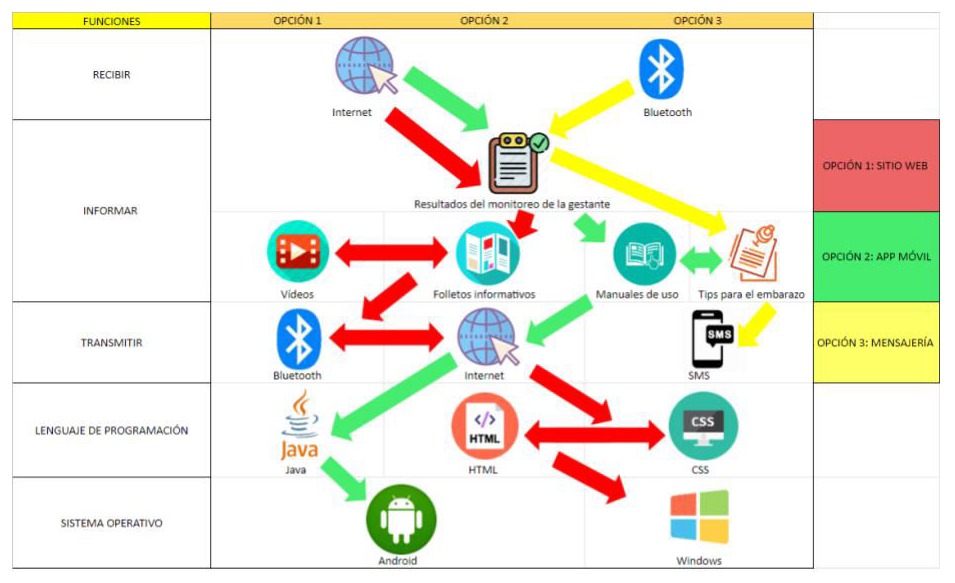 FUNCIONES
OPCIÓN 1
OPCIÓN 2
OPCIÓN 3
RECIBIR
Internet
Bluetooth
INFORMAR
Resultados del monitoreo de la gestante
OPCIÓN 1: SITIO WEB
Vídeos
Folletos informativos
Manuales de uso
Tips para el embarazo
OPCIÓN 2: APP MÓVIL
TRANSMITIR
Bluetooth
Internet
SMS
SMS
OPCIÓN 3: MENSAJERÍA
LENGUAJE DE PROGRAMACIÓN
Java
Java
</>
HTML
HTML
CSS
CSS
SISTEMA OPERATIVO
Android
Windows